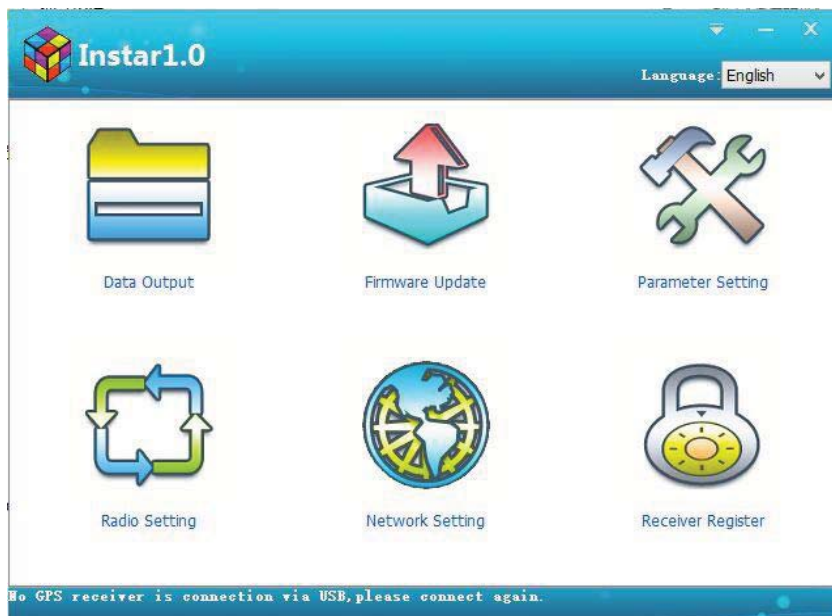 Instar1.0
Language: English
Data Output
Firmware Update
Parameter Setting
Radio Setting
Network Setting
Receiver Register
No GPS receiver is connection via USB,please connect again.